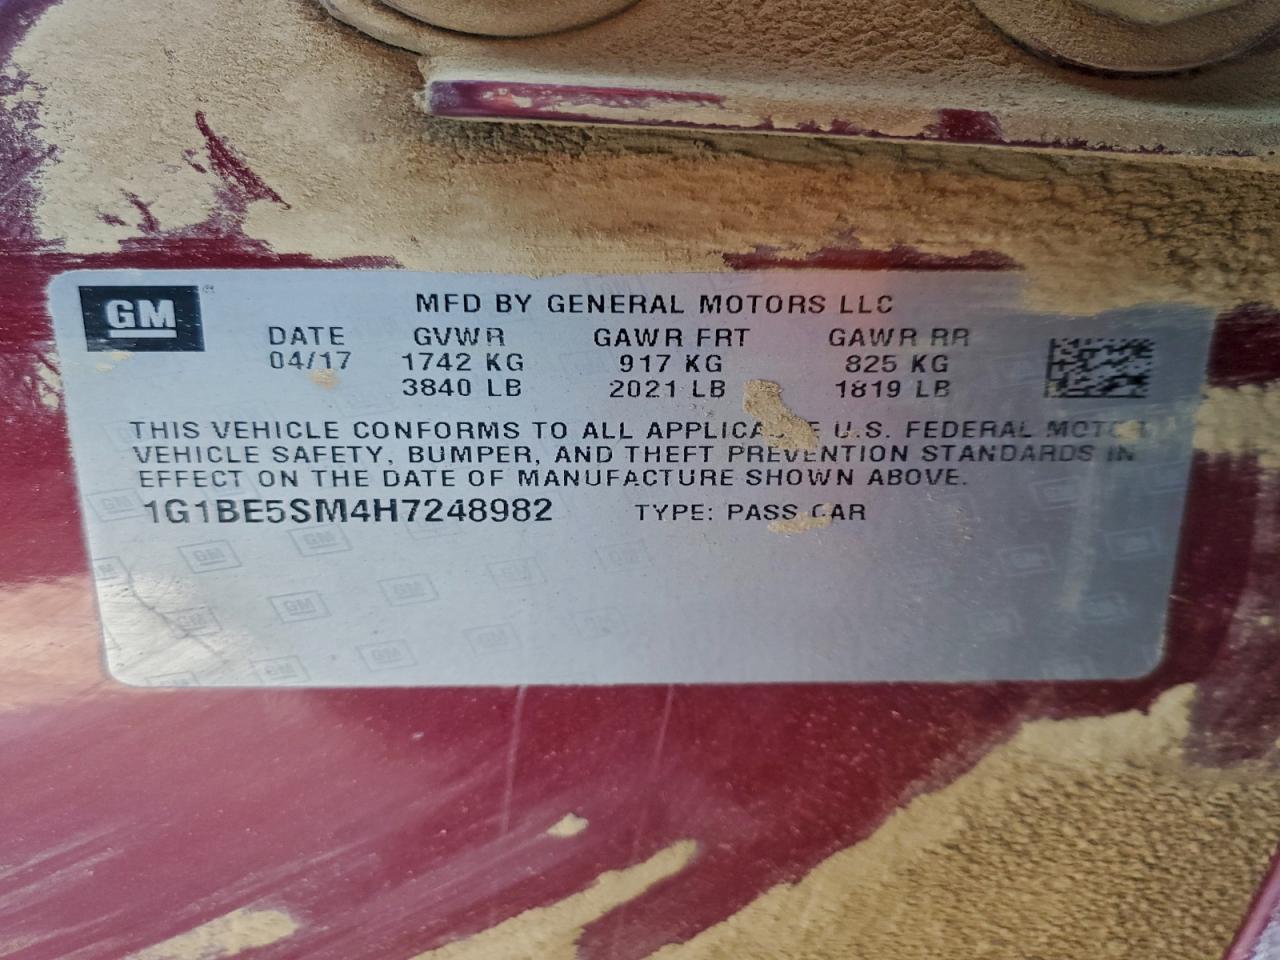 GM
MFD BY GENERAL MOTORS LLC
DATE GVWR GAWR FRT GAWR RR
04/17 1742 KG 917 KG 825 KG
3840 LB 2021 LB 1819 LB
THIS VEHICLE CONFORMS TO ALL U.S. FEDERAL
VEHICLE SAFETY, BUMPER, AND THEFT PREVENTION STANDARDS IN
EFFECT ON THE DATE OF MANUFACTURE SHOWN ABOVE.
1G1BE5SM4H7248982 TYPE: PASS CAR